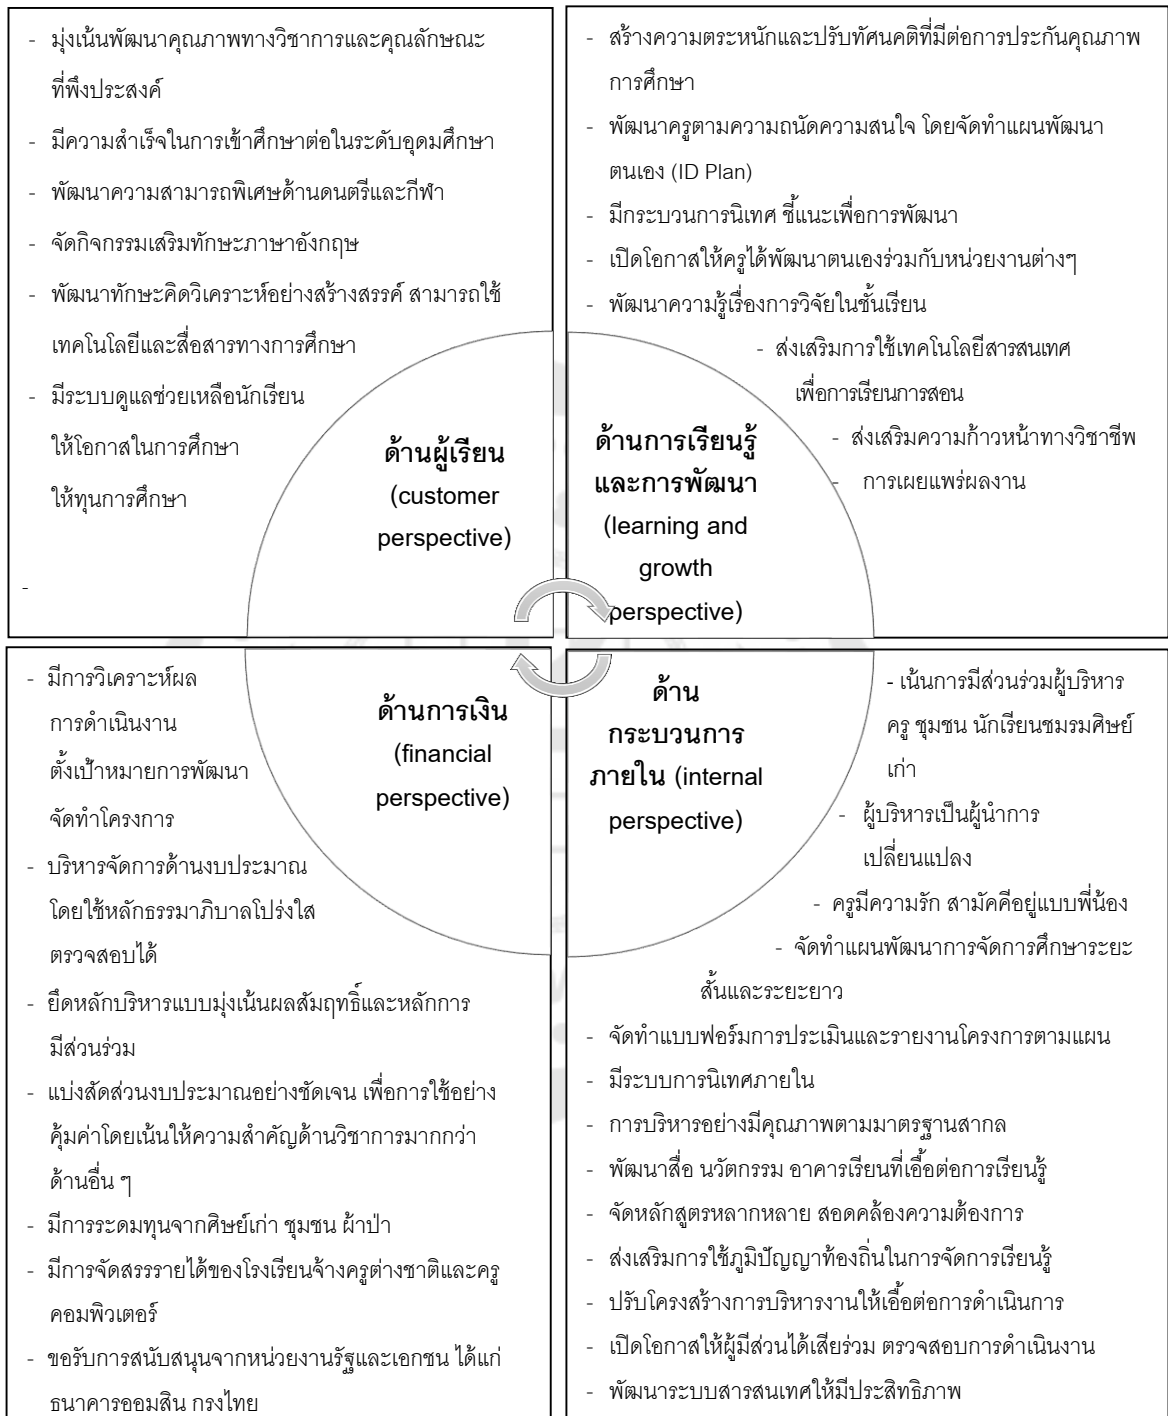 - มุ่งเน้นพัฒนาคุณภาพทางวิชาการและคุณลักษณะ
ที่พึงประสงค์
- มีความสำเร็จในการเข้าศึกษาต่อในระดับอุดมศึกษา
- พัฒนาความสามารถพิเศษด้านดนตรีและกีฬา
- จัดกิจกรรมเสริมทักษะภาษาอังกฤษ
- พัฒนาทักษะคิดวิเคราะห์อย่างสร้างสรรค์ สามารถใช้
เทคโนโลยีและสื่อสารทางการศึกษา
- มีระบบดูแลช่วยเหลือนักเรียน
ให้โอกาสในการศึกษา
ให้ทุนการศึกษา
-
ด้านผู้เรียน
(customer
perspective)
- สร้างความตระหนักและปรับทัศนคติที่มีต่อการประกันคุณภาพ
การศึกษา
- พัฒนาครูตามความถนัดความสนใจ โดยจัดทำแผนพัฒนา
ตนเอง (ID Plan)
- มีกระบวนการนิเทศ ชี้แนะเพื่อการพัฒนา
- เปิดโอกาสให้ครูได้พัฒนาตนเองร่วมกับหน่วยงานต่างๆ
- พัฒนาความรู้เรื่องการวิจัยในชั้นเรียน
- ส่งเสริมการใช้เทคโนโลยีสารสนเทศ
เพื่อการเรียนการสอน
- ส่งเสริมความก้าวหน้าทางวิชาชีพ
- การเผยแพร่ผลงาน
ด้านการเรียนรู้
และการพัฒนา
(learning and
growth
perspective)
- มีการวิเคราะห์ผล
การดำเนินงาน
ตั้งเป้าหมายการพัฒนา
จัดทำโครงการ
- บริหารจัดการด้านงบประมาณ
โดยใช้หลักธรรมาภิบาลโปร่งใส
ตรวจสอบได้
- ยึดหลักบริหารแบบมุ่งเน้นผลสัมฤทธิ์และหลักการ
มีส่วนร่วม
- แบ่งสัดส่วนงบประมาณอย่างชัดเจน เพื่อการใช้อย่าง
คุ้มค่าโดยเน้นให้ความสำคัญด้านวิชาการมากกว่า
ด้านอื่น ๆ
- มีการระดมทุนจากศิษย์เก่า ชุมชน ผ้าป่า
- มีการจัดสรรรายได้ของโรงเรียนจ้างครูต่างชาติและครู
คอมพิวเตอร์
- ขอรับการสนับสนุนจากหน่วยงานรัฐและเอกชน ได้แก่
ธนาคารออมสิน กรุงไทย
ด้านการเงิน
(financial
perspective)
- เน้นการมีส่วนร่วมผู้บริหาร
ครู ชุมชน นักเรียนชมรมศิษย์
เก่า
- ผู้บริหารเป็นผู้นำการ
เปลี่ยนแปลง
- ครูมีความรัก สามัคคีอยู่แบบพี่น้อง
- จัดทำแผนพัฒนาการจัดการศึกษาระยะ
สั้นและระยะยาว
- จัดทำแบบฟอร์มการประเมินและรายงานโครงการตามแผน
- มีระบบการนิเทศภายใน
- การบริหารอย่างมีคุณภาพตามมาตรฐานสากล
- พัฒนาสื่อ นวัตกรรม อาคารเรียนที่เอื้อต่อการเรียนรู้
- จัดหลักสูตรหลากหลาย สอดคล้องความต้องการ
- ส่งเสริมการใช้ภูมิปัญญาท้องถิ่นในการจัดการเรียนรู้
- ปรับโครงสร้างการบริหารงานให้เอื้อต่อการดำเนินการ
- เปิดโอกาสให้ผู้มีส่วนได้เสียร่วม ตรวจสอบการดำเนินงาน
- พัฒนาระบบสารสนเทศให้มีประสิทธิภาพ
ด้าน
กระบวนการ
ภายใน (internal
perspective)